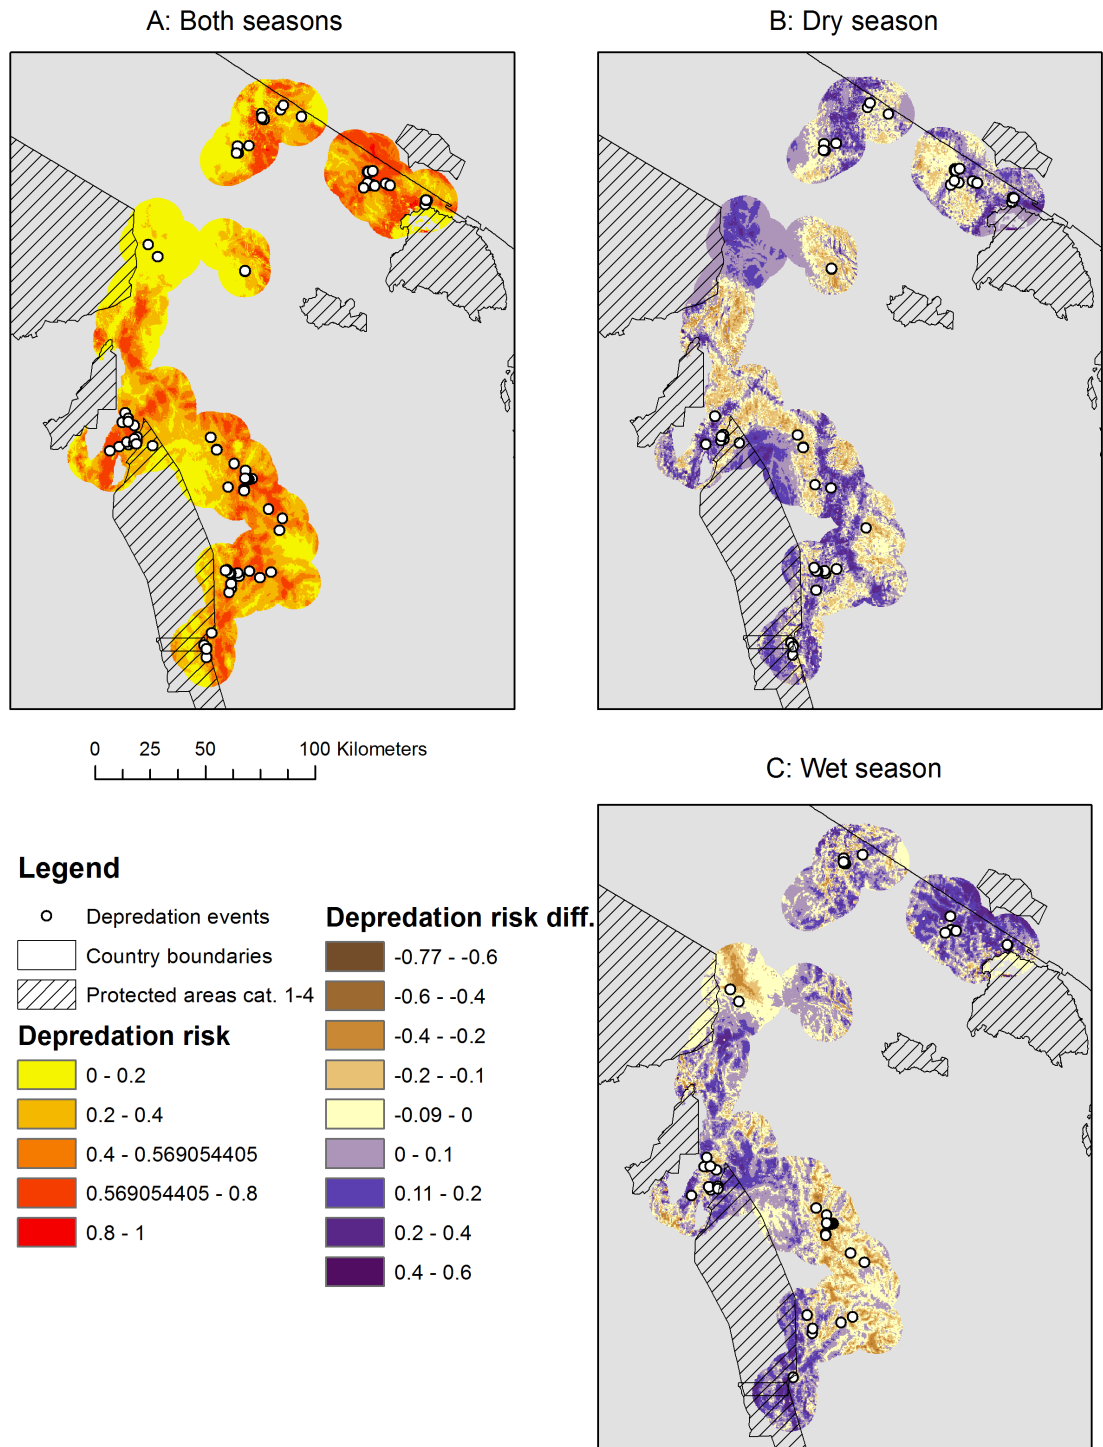 A: Both seasons
B: Dry season
0 25 50 100 Kilometers
C: Wet season
Legend
Depredation events
Country boundaries
Protected areas cat. 1-4
Depredation risk
0 - 0.2
0.2 - 0.4
0.4 - 0.569054405
0.569054405 - 0.8
0.8 - 1
Depredation risk diff.
-0.77 - -0.6
-0.6 - -0.4
-0.4 - -0.2
-0.2 - -0.1
-0.09 - 0
0 - 0.1
0.11 - 0.2
0.2 - 0.4
0.4 - 0.6